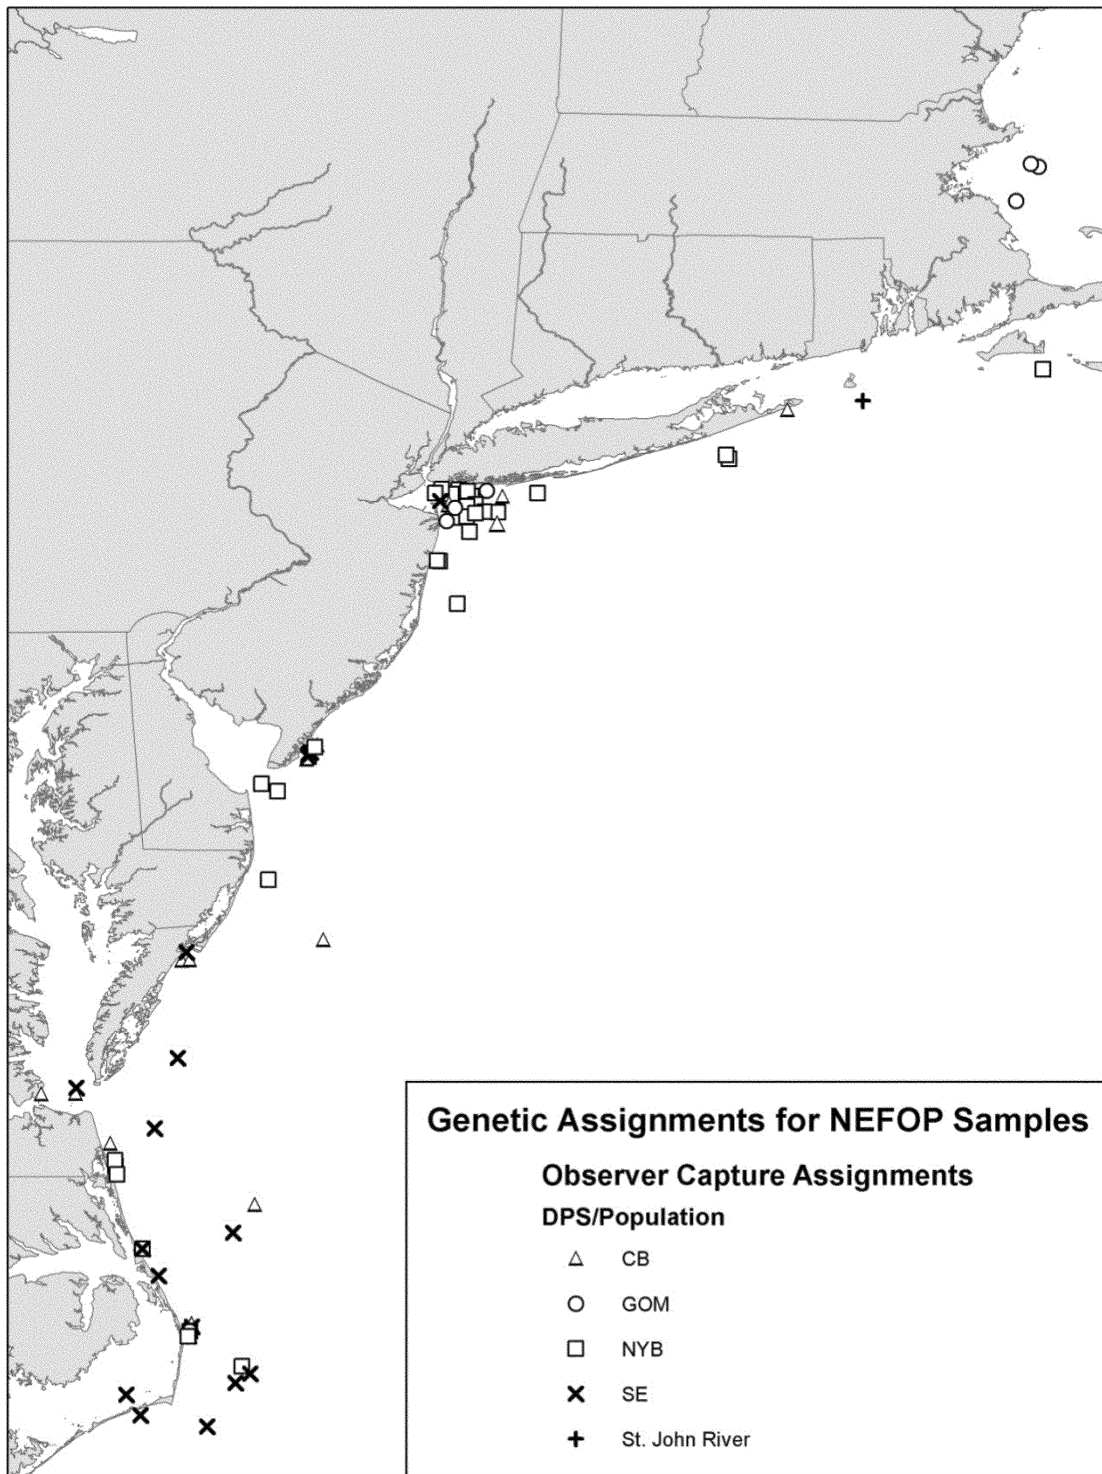 Genetic Assignments for NEFOP Samples
Observer Capture Assignments
DPS/Population
CB
GOM
NYB
SE
St. John River